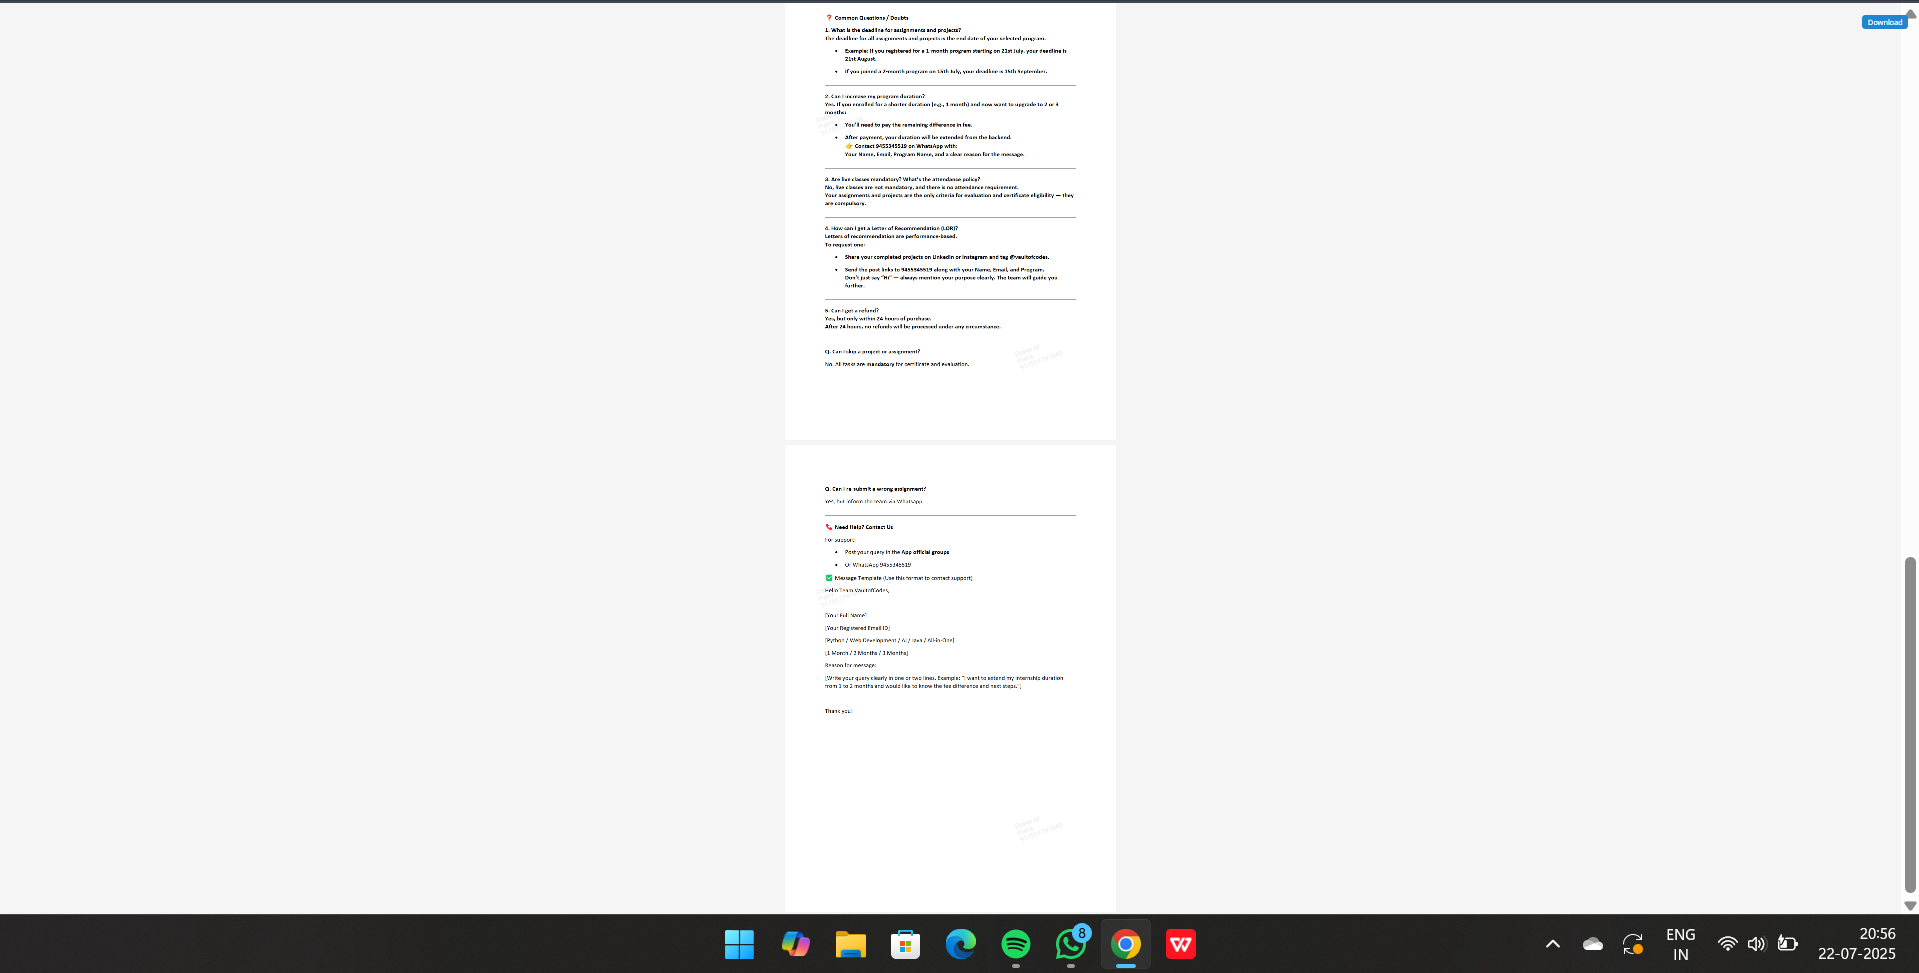 Download
❓ Common Questions / Doubts
1. What is the deadline for assignments and projects?
The deadline for all assignments and projects is the end date of your selected program.
• Example: If you registered for a 1-month program starting on 21st July, your deadline is
21st August.
• If you joined a 2-month program on 15th July, your deadline is 15th September.
2. Can I increase my program duration?
Yes. If you enrolled for a shorter duration (e.g., 1 month) and now want to upgrade to 2 or 3
months:
• You'll need to pay the remaining difference in fee.
• After payment, your duration will be extended from the backend.
👉 Contact 9455345519 on WhatsApp with:
Your Name, Email, Program Name, and a clear reason for the message.
3. Are live classes mandatory? What's the attendance policy?
No, live classes are not mandatory, and there is no attendance requirement.
Your assignments and projects are the only criteria for evaluation and certificate eligibility — they
are compulsory.
4. How can I get a Letter of Recommendation (LOR)?
Letters of recommendation are performance-based.
To request one:
• Share your completed projects on LinkedIn or Instagram and tag @vaultofcodes.
• Send the post links to 9455345519 along with your Name, Email, and Program.
Don't just say "Hi" — always mention your purpose clearly. The team will guide you
further.
5. Can I get a refund?
Yes, but only within 24 hours of purchase.
After 24 hours, no refunds will be processed under any circumstance.
Q. Can I skip a project or assignment?
No. All tasks are mandatory for certificate and evaluation.
Q. Can I re-submit a wrong assignment?
Yes, but inform the team via Whatsapp
📞 Need Help? Contact Us
For support:
• Post your query in the App official groups
• Or WhatsApp 9455345519
✅ Message Template (Use this format to contact support)
Hello Team VaultofCodes,
[Your Full Name]
[Your Registered Email ID]
[Python / Web Development / AI / Java / All-in-One]
[1 Month / 2 Months / 3 Months]
Reason for message:
[Write your query clearly in one or two lines. Example: "I want to extend my internship duration
from 1 to 2 months and would like to know the fee difference and next steps."]
Thank you!
8
ENG
IN
20:56
22-07-2025